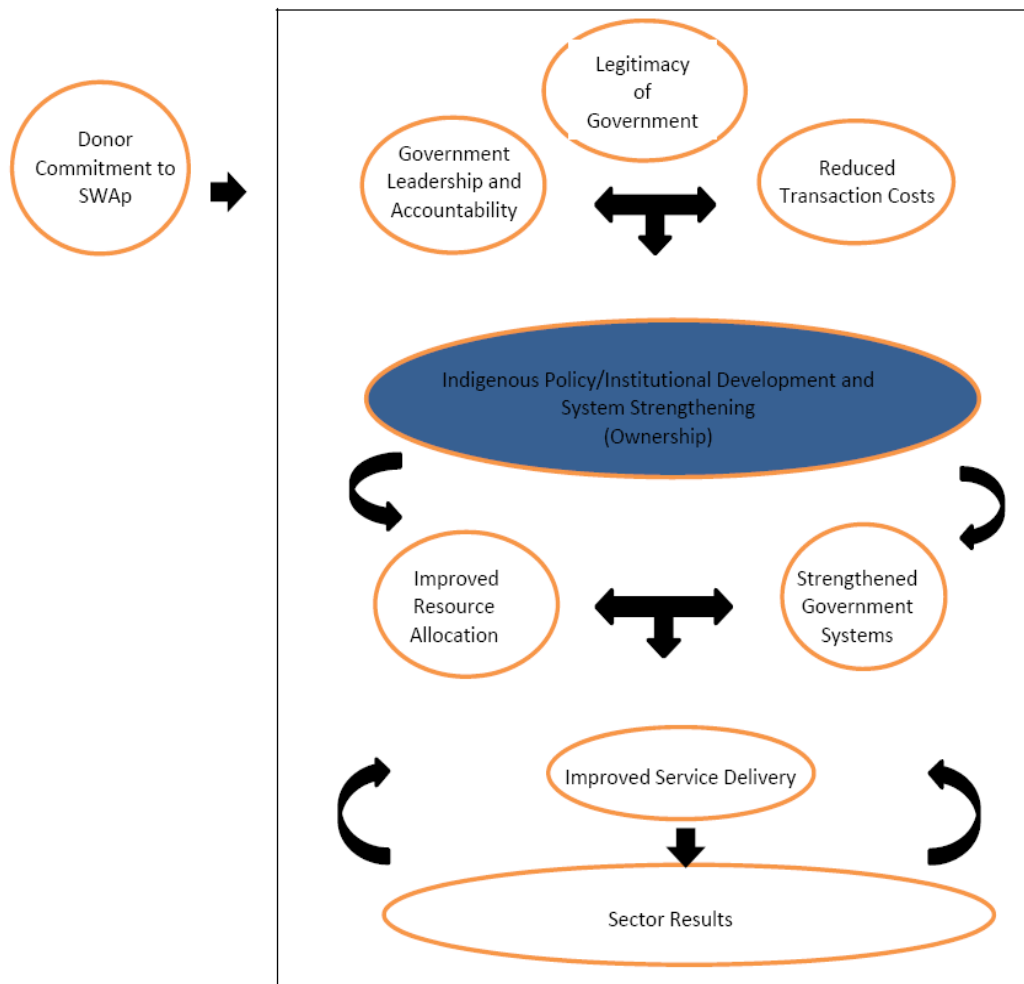 Donor
Commitment to
SWAp
Legitimacy
of
Government
Government
Leadership and
Accountability
Reduced
Transaction Costs
Indigenous Policy/Institutional Development and
System Strengthening
(Ownership)
Improved
Resource
Allocation
Strengthened
Government
Systems
Improved Service Delivery
Sector Results